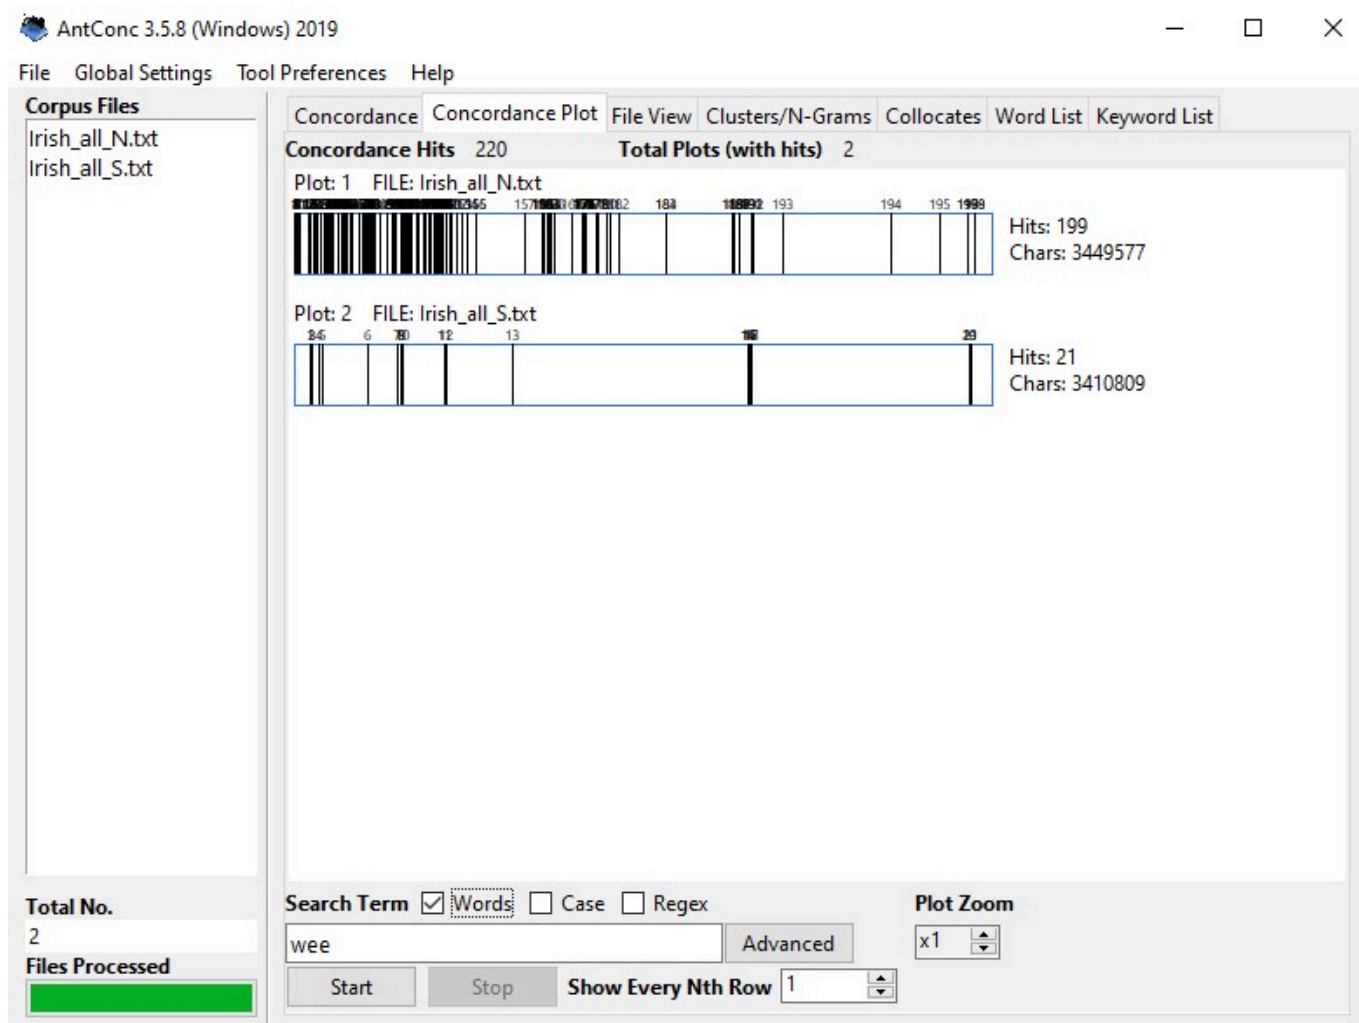 AntConc 3.5.8 (Windows) 2019
File Global Settings Tool Preferences Help
Corpus Files
Irish_all_N.txt
Irish_all_S.txt
Concordance Concordance Plot File View Clusters/N-Grams Collocates Word List Keyword List
Concordance Hits 220 Total Plots (with hits) 2
Plot: 1 FILE: Irish_all_N.txt
193 194 195
Hits: 199
Chars: 3449577
Plot: 2 FILE: Irish_all_S.txt
6 13
Hits: 21
Chars: 3410809
Search Term Words Case Regex Plot Zoom
wee Advanced x1
Start Stop Show Every Nth Row 1
Total No.
2
Files Processed